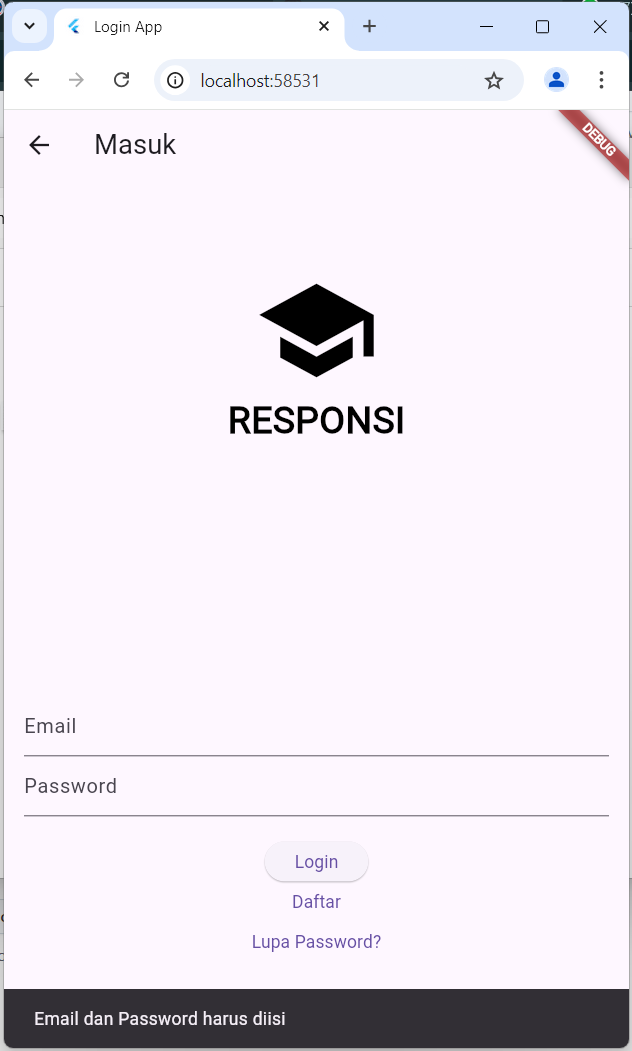 Login App
localhost:58531
Masuk
DEBUG
RESPONSI
Email
Password
Login
Daftar
Lupa Password?
Email dan Password harus diisi